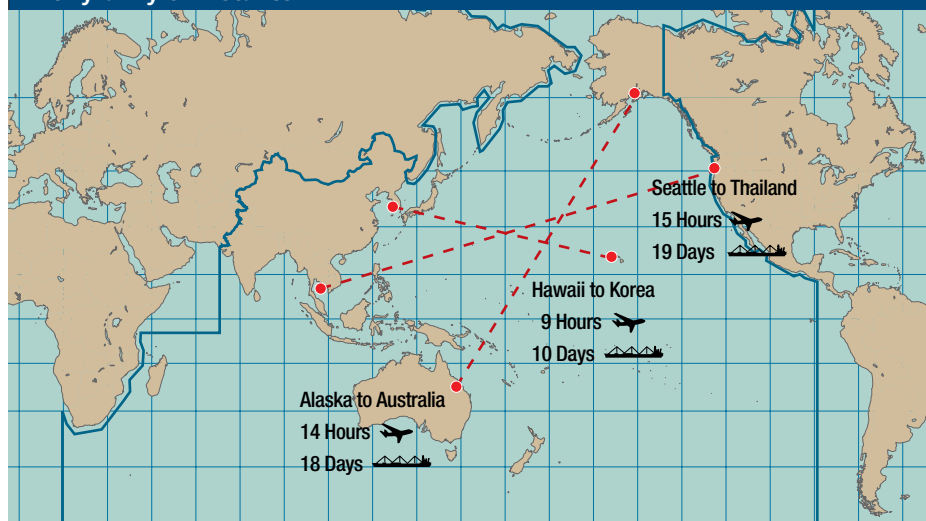 Seattle to Thailand
15 Hours
19 Days
Hawaii to Korea
9 Hours
10 Days
Alaska to Australia
14 Hours
18 Days